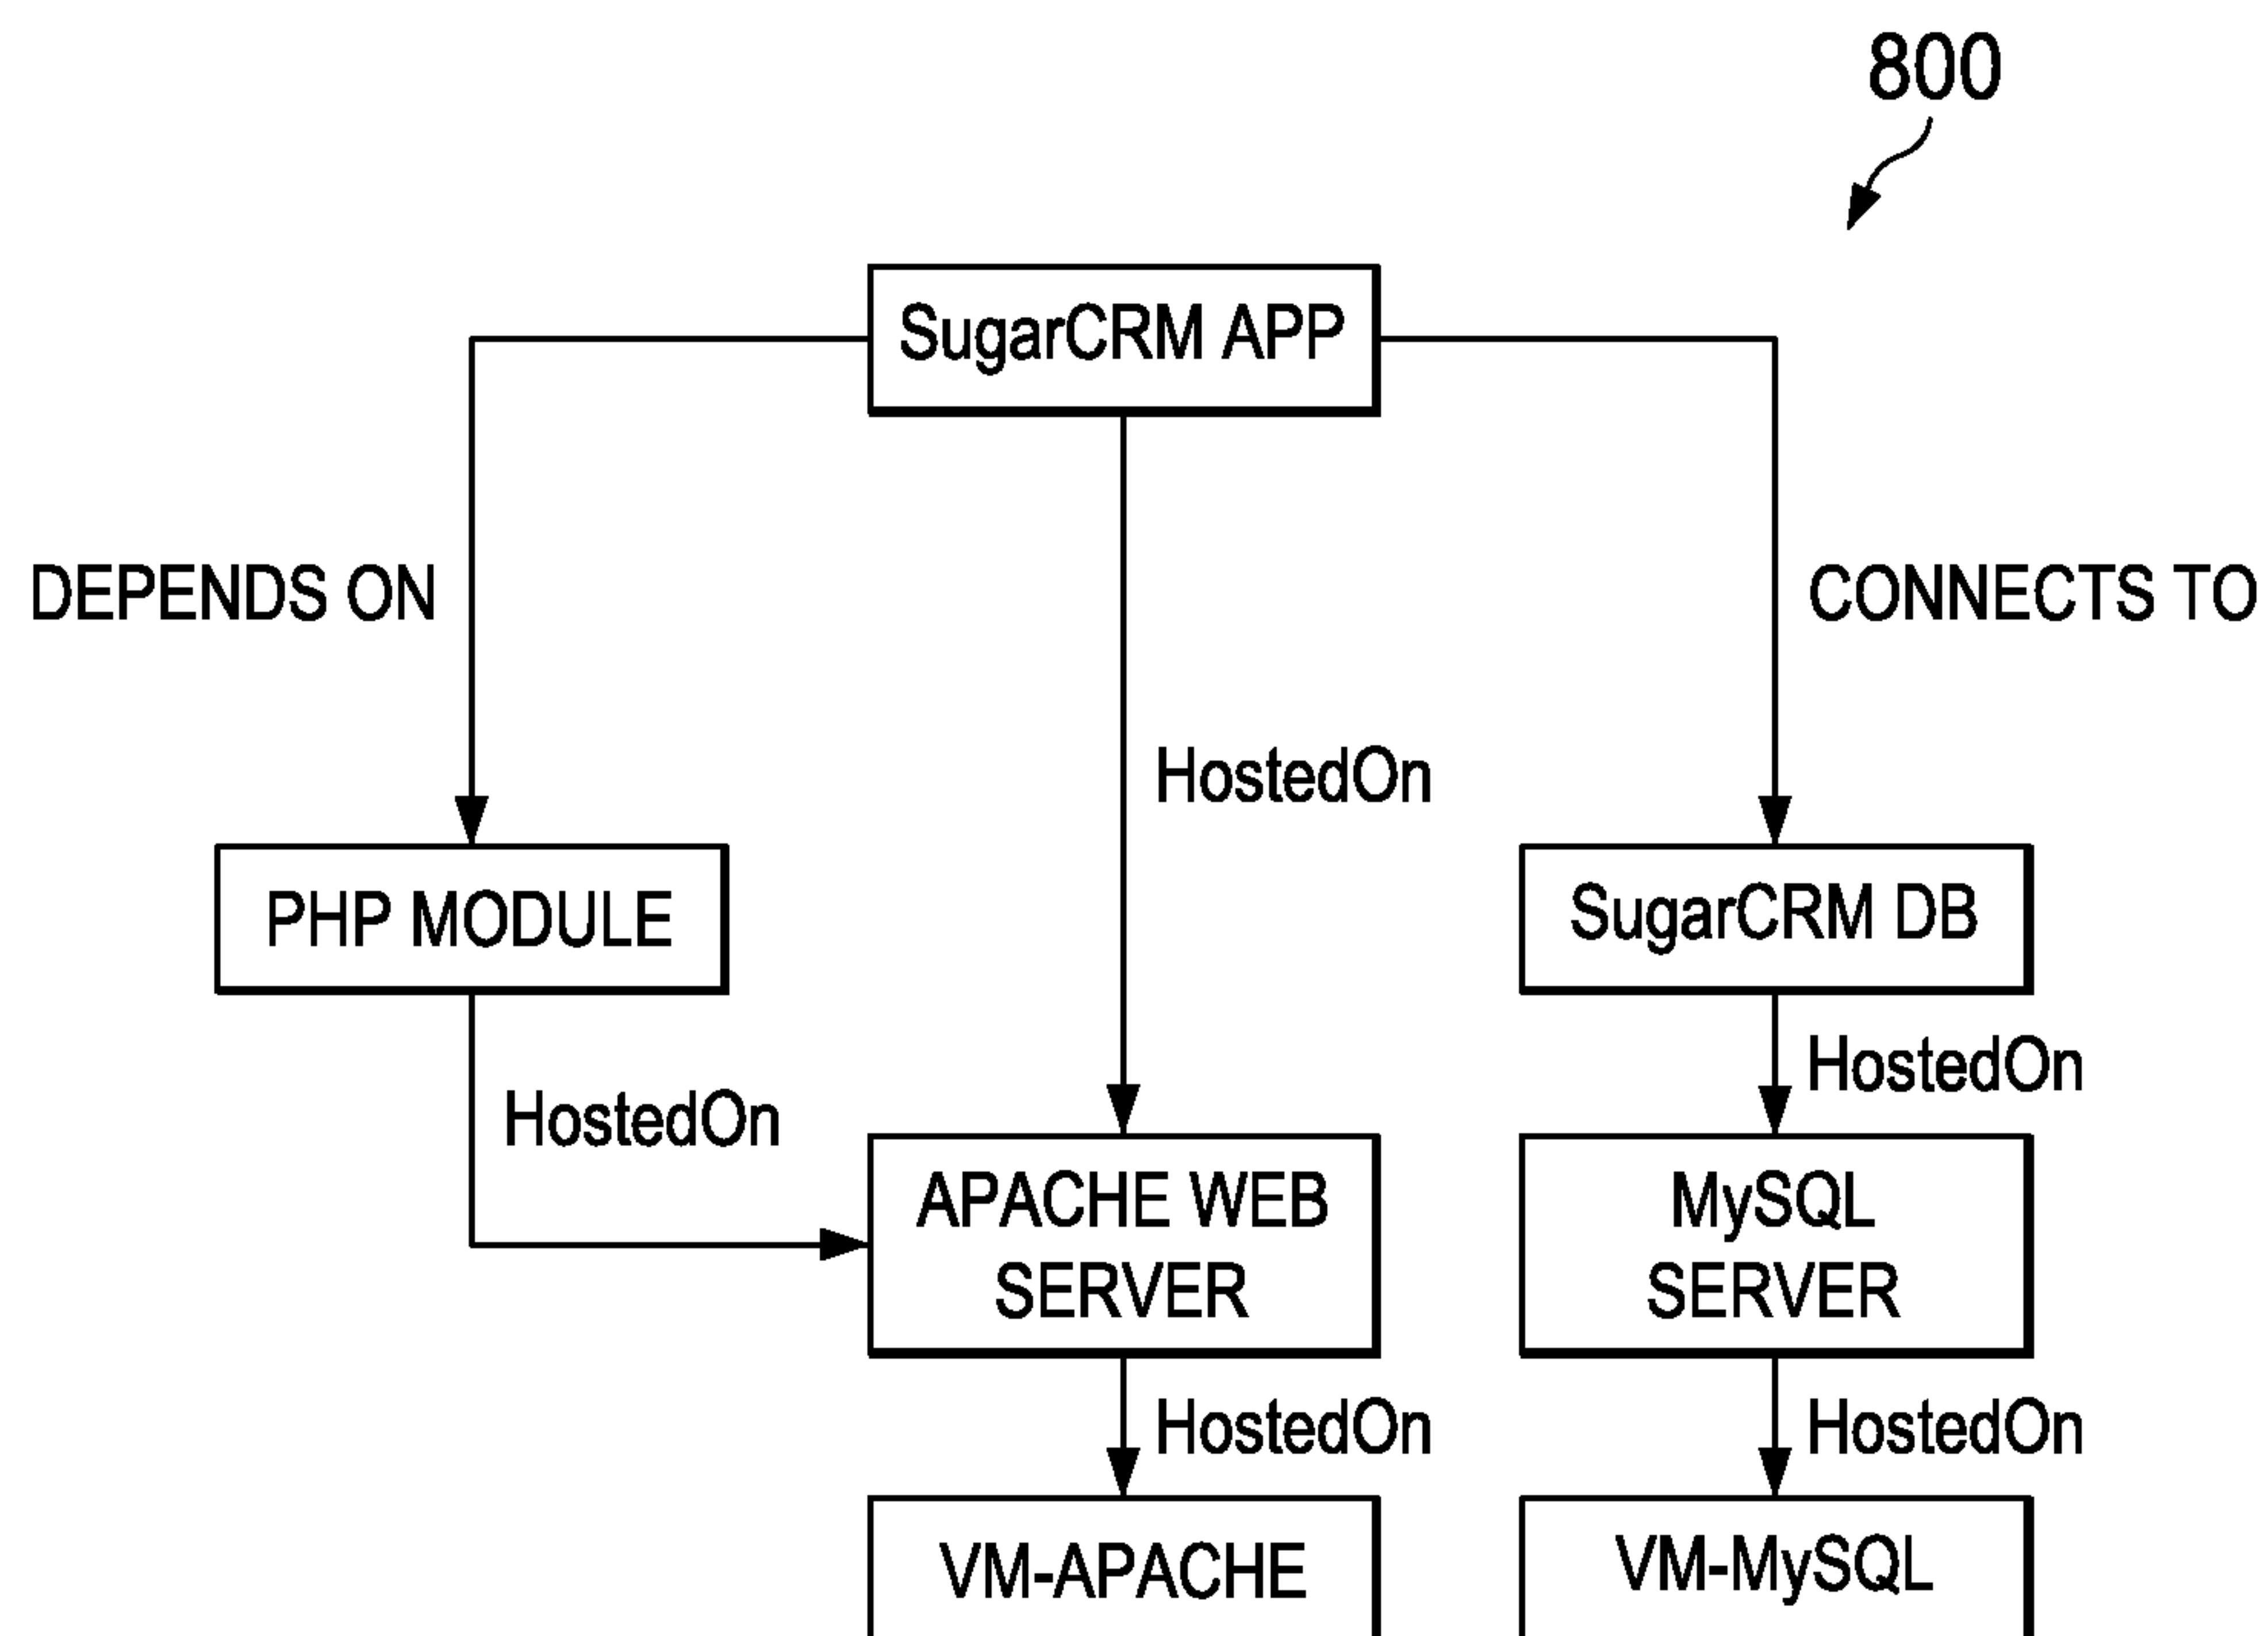 800
SugarCRM APP
DEPENDS ON
CONNECTS TO
HostedOn
PHP MODULE
SugarCRM DB
HostedOn
HostedOn
APACHE WEB
SERVER
MySQL
SERVER
HostedOn
HostedOn
VM-APACHE
VM-MySQL